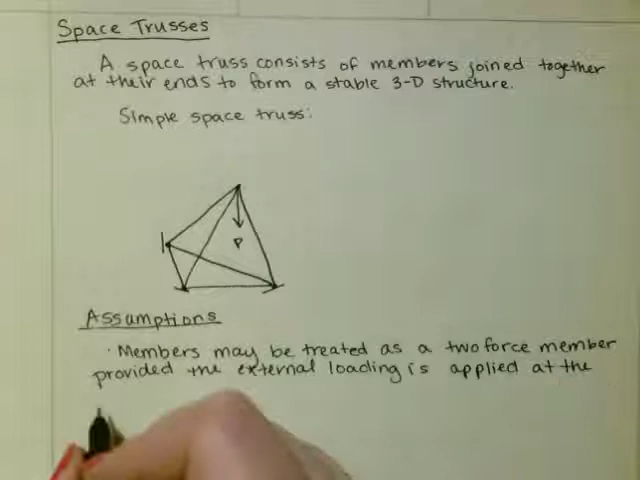 Space Trusses
A space truss consists of members joined together
at their ends to form a stable 3-D structure.
Simple space truss:
P
Assumptions
· Members may be treated as a two force member
provided the external loading is applied at the